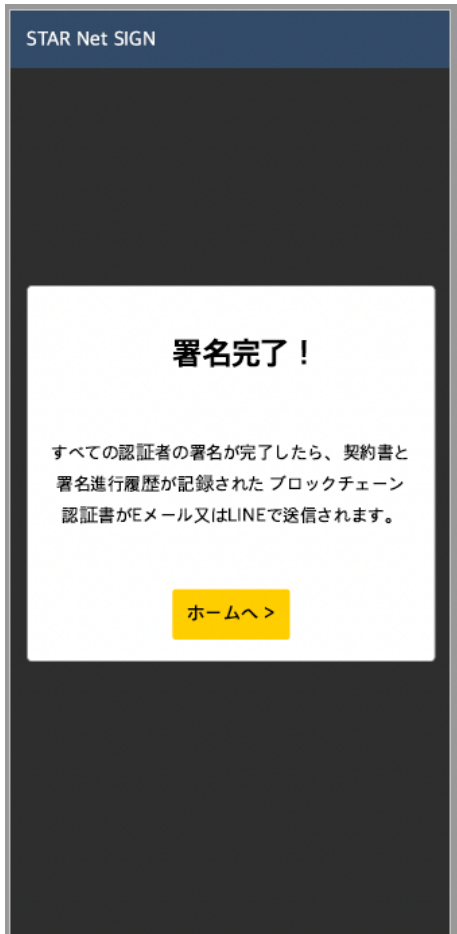 STAR Net SIGN
署名完了！
すべての認証者の署名が完了したら、契約書と
署名進行履歴が記録された ブロックチェーン
認証書がEメール又はLINEで送信されます。
ホームへ >